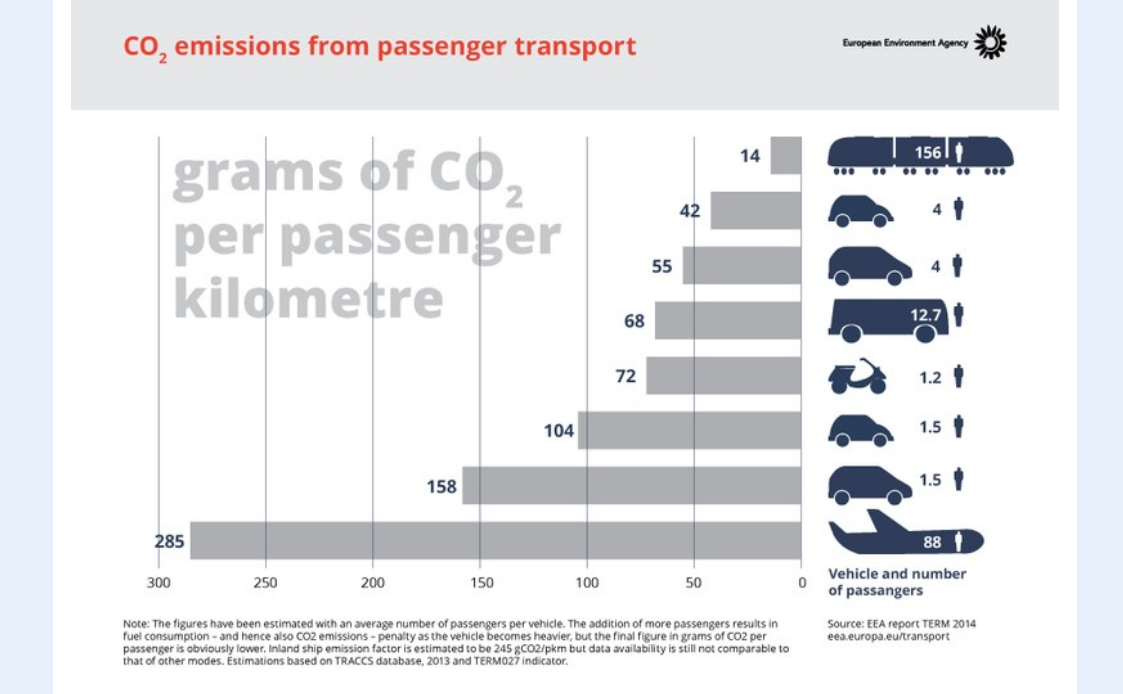 CO2 emissions from passenger transport
European Environment Agency
grams of CO2
per passenger
kilometre
14
156
42
4
55
4
68
12.7
72
1.2
104
1.5
158
1.5
285
88
300
250
200
150
100
50
0
Vehicle and number
of passangers
Note: The figures have been estimated with an average number of passengers per vehicle. The addition of more passengers results in
fuel consumption – and hence also CO2 emissions – penalty as the vehicle becomes heavier, but the final figure in grams of CO2 per
passenger is obviously lower. Inland ship emission factor is estimated to be 245 gCO2/pkm but data availability is still not comparable to
that of other modes. Estimations based on TRACCS database, 2013 and TERM027 indicator.
Source: EEA report TERM 2014
eea.europa.eu/transport